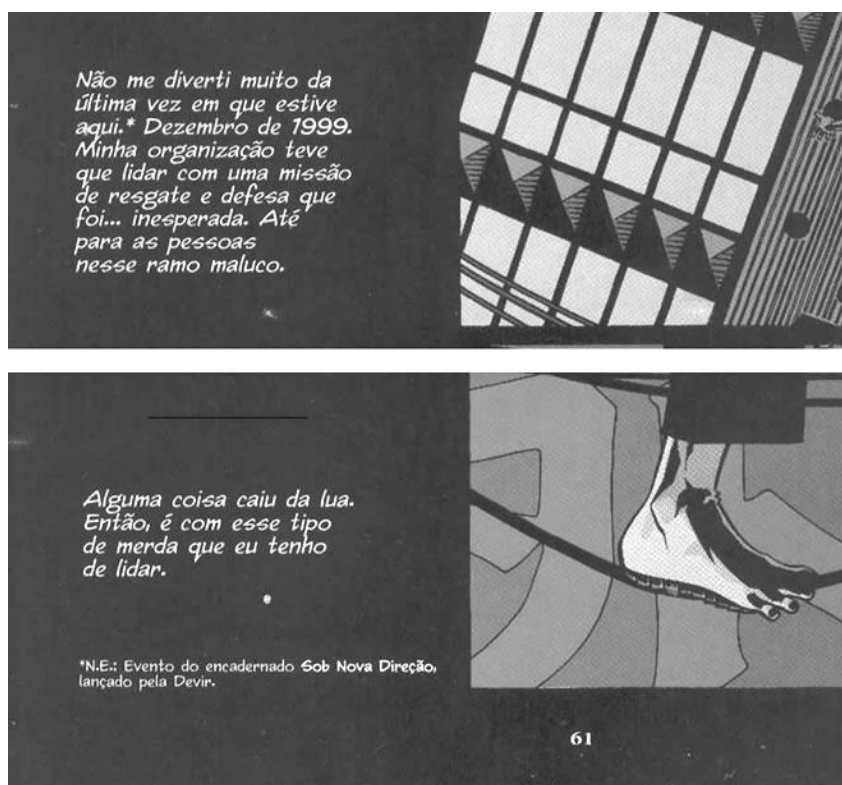 Não me diverti muito da
última vez em que estive
aqui.* Dezembro de 1999.
Minha organização teve
que lidar com uma missão
de resgate e defesa que
foi... inesperada. Até
para as pessoas
nesse ramo maluco.
Alguma coisa caiu da lua.
Então, é com esse tipo
de merda que eu tenho
de lidar.
*N.E.: Evento do encadernado Sob Nova Direção,
lançado pela Devir.
61